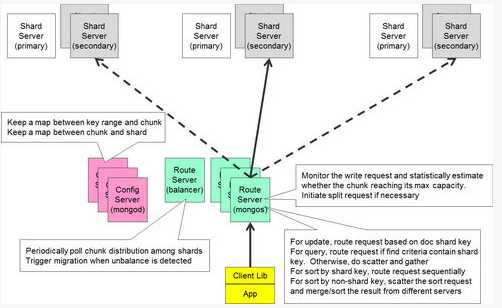 Shard
Server
(primary)
Shard
Server
(secondary)
Shard
Server
(primary)
Shard
Server
(secondary)
Shard
Server
(primary)
Shard
Server
(secondary)
Keep a map between key range and chunk
Keep a map between chunk and shard
Config
Server
(mongod)
Route
Server
(balancer)
Route
Server
(mongos)
Monitor the write request and statistically estimate
whether the chunk reaching its max capacity.
Initiate split request if necessary
Periodically poll chunk distribution among shards
Trigger migration when unbalance is detected
For update, route request based on doc shard key
For query, route request if find criteria contain shard
key. Otherwise, do scatter and gather
For sort by shard key, route request sequentially
For sort by non-shard key, scatter the sort request
and merge/sort the result from different servers
Client Lib
App